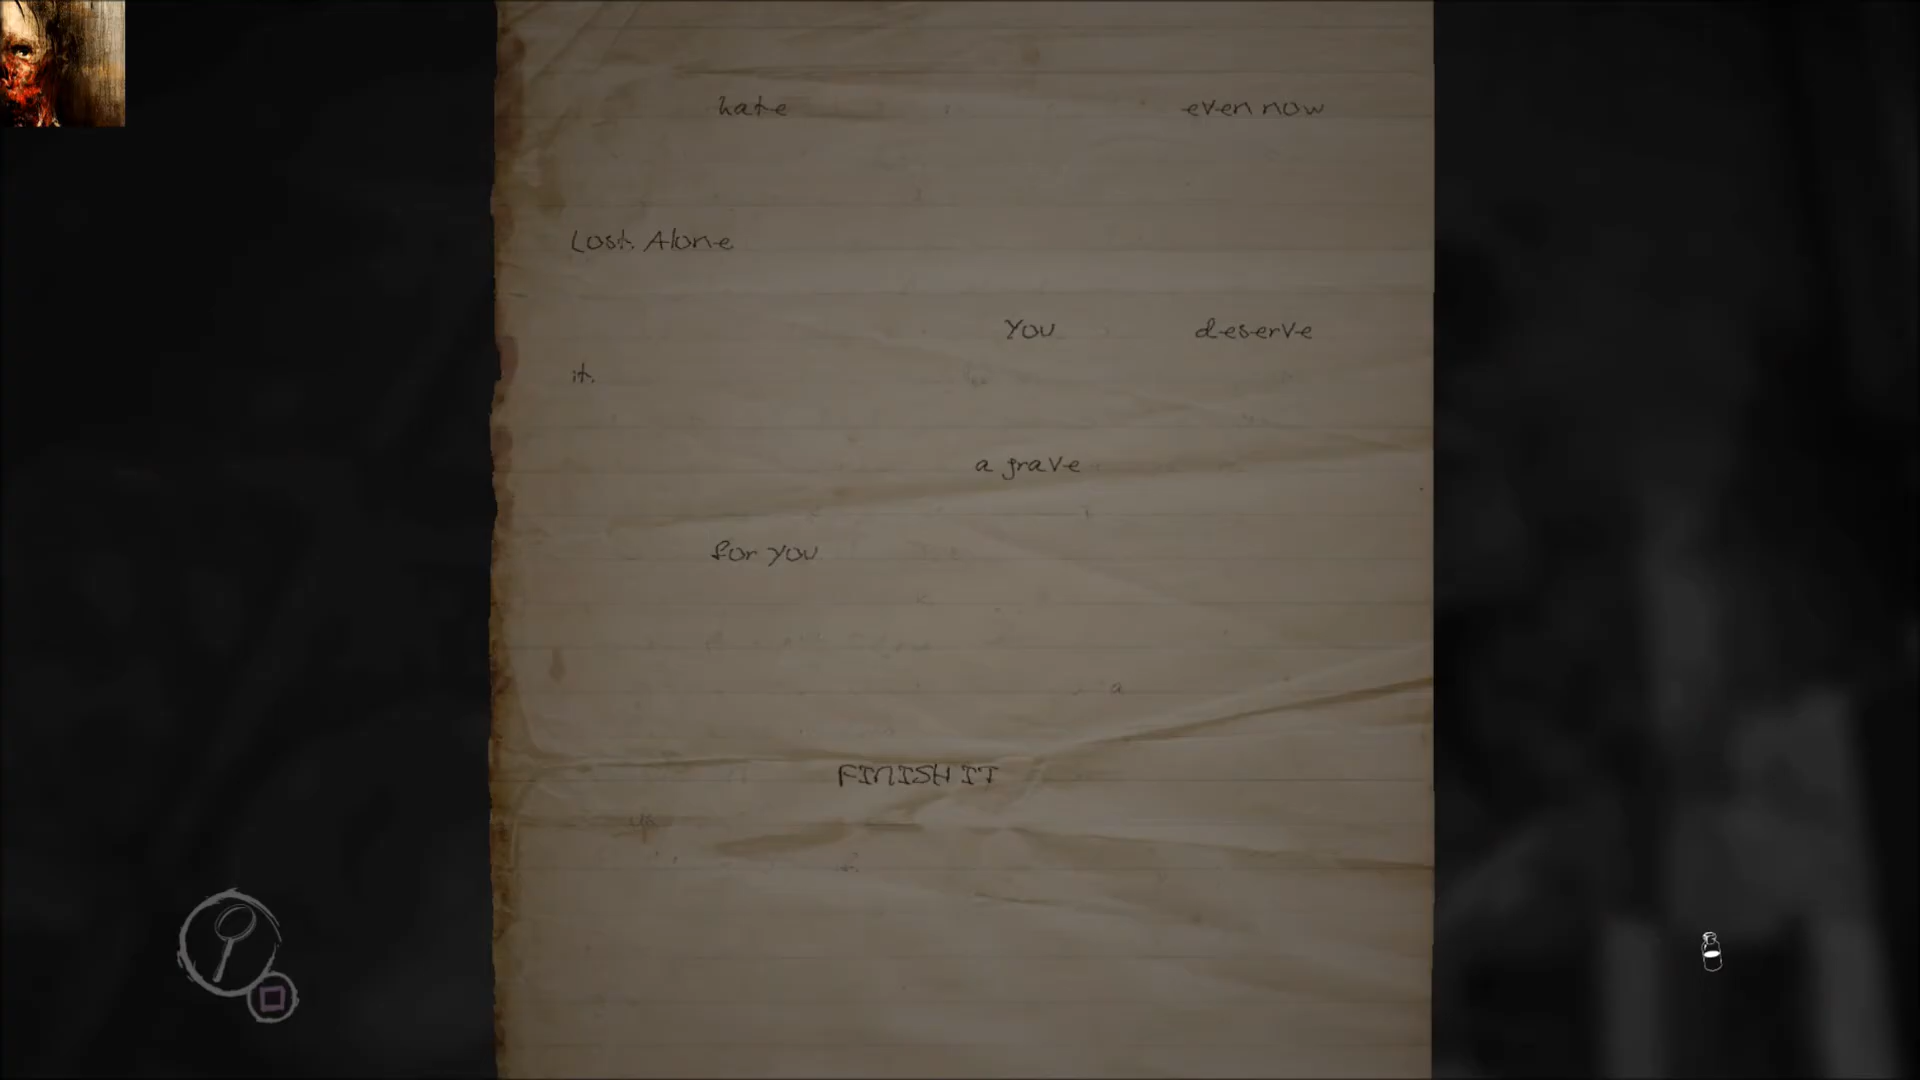 hate even now
Lost. Alone
You deserve
it.
a grave
for you
a
FINISH IT